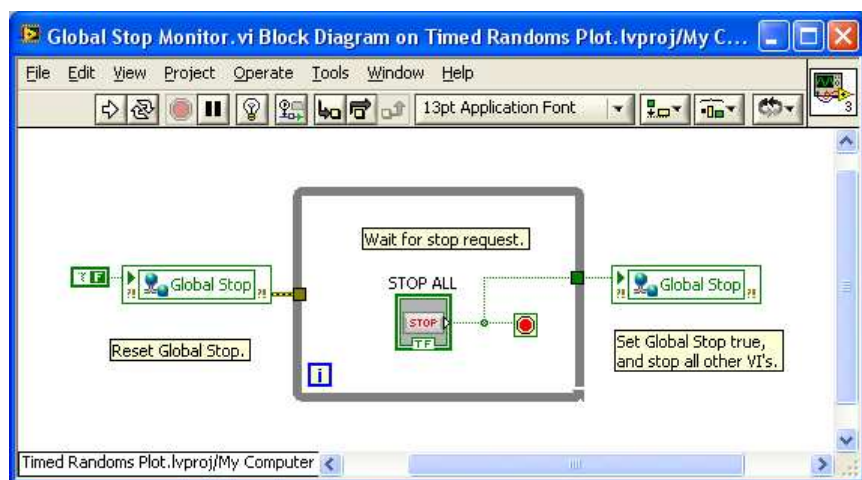 Global Stop Monitor.vi Block Diagram on Timed Randoms Plot.lvproj/My C...
File Edit View Project Operate Tools Window Help
13pt Application Font
3
Wait for stop request.
F
Global Stop
?!
?!
STOP ALL
STOP
TF
Global Stop
?!
?!
Reset Global Stop.
Set Global Stop true,
and stop all other VI's.
i
Timed Randoms Plot.lvproj/My Computer